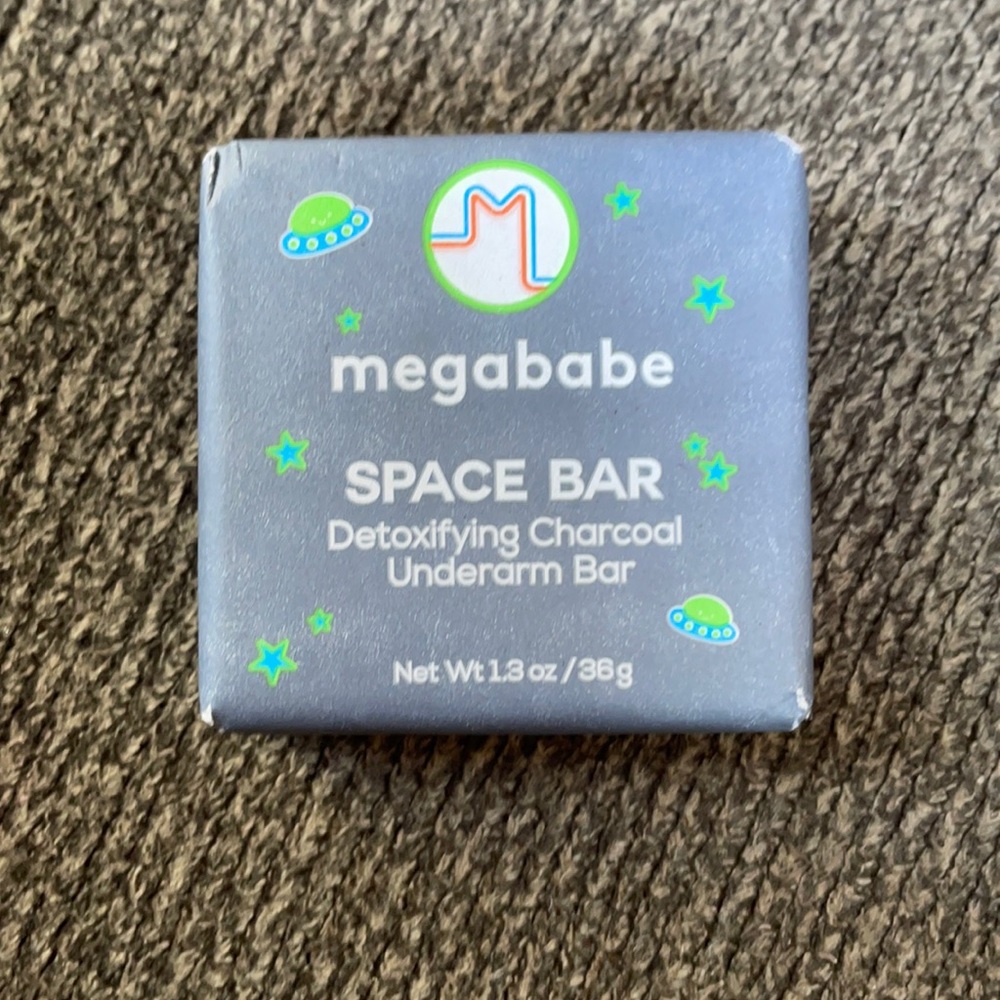 M
megababe
SPACE BAR
Detoxifying Charcoal
Underarm Bar
Net Wt 1.3 oz / 36g